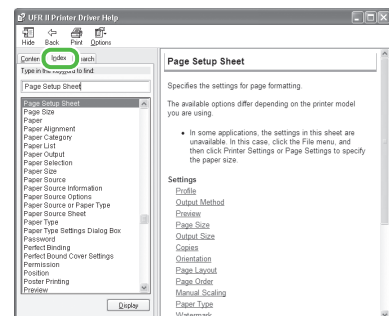 UFR II Printer Driver Help
Hide Back Print Options
Index
Type in the keyword to find:
Page Setup Sheet
Page Setup Sheet
Page Size
Paper
Paper Alignment
Paper Category
Paper List
Paper Output
Paper Selection
Paper Size
Paper Source
Paper Source Information
Paper Source Options
Paper Source or Paper Type
Paper Source Sheet
Paper Type
Paper Type Settings Dialog Box
Password
Perfect Binding
Perfect Bound Cover Settings
Permission
Position
Poster Printing
Preview
Display
Page Setup Sheet
Specifies the settings for page formatting.
The available options differ depending on the printer model
you are using.
• In some applications, the settings in this sheet are
unavailable. In this case, click the File menu, and
then click Printer Settings or Page Settings to specify
the paper size.
Settings
Profile
Output Method
Preview
Page Size
Output Size
Copies
Orientation
Page Layout
Page Order
Manual Scaling
Paper Type
Watermark